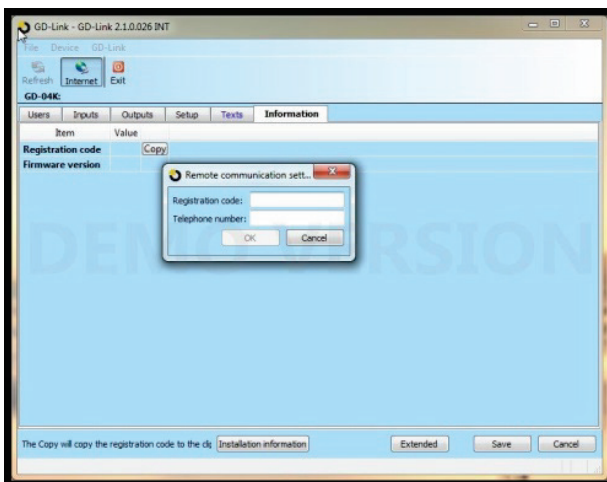 GD-Link - GD-Link 2.1.0.026 INT
File Device GD-Link
Refresh Internet Exit
GD-04K:
Users Inputs Outputs Setup Texts Information
Item Value
Registration code Copy
Firmware version
Remote communication sett...
Registration code:
Telephone number:
OK Cancel
DEMO VERSION
The Copy will copy the registration code to the clip Installation information Extended Save Cancel